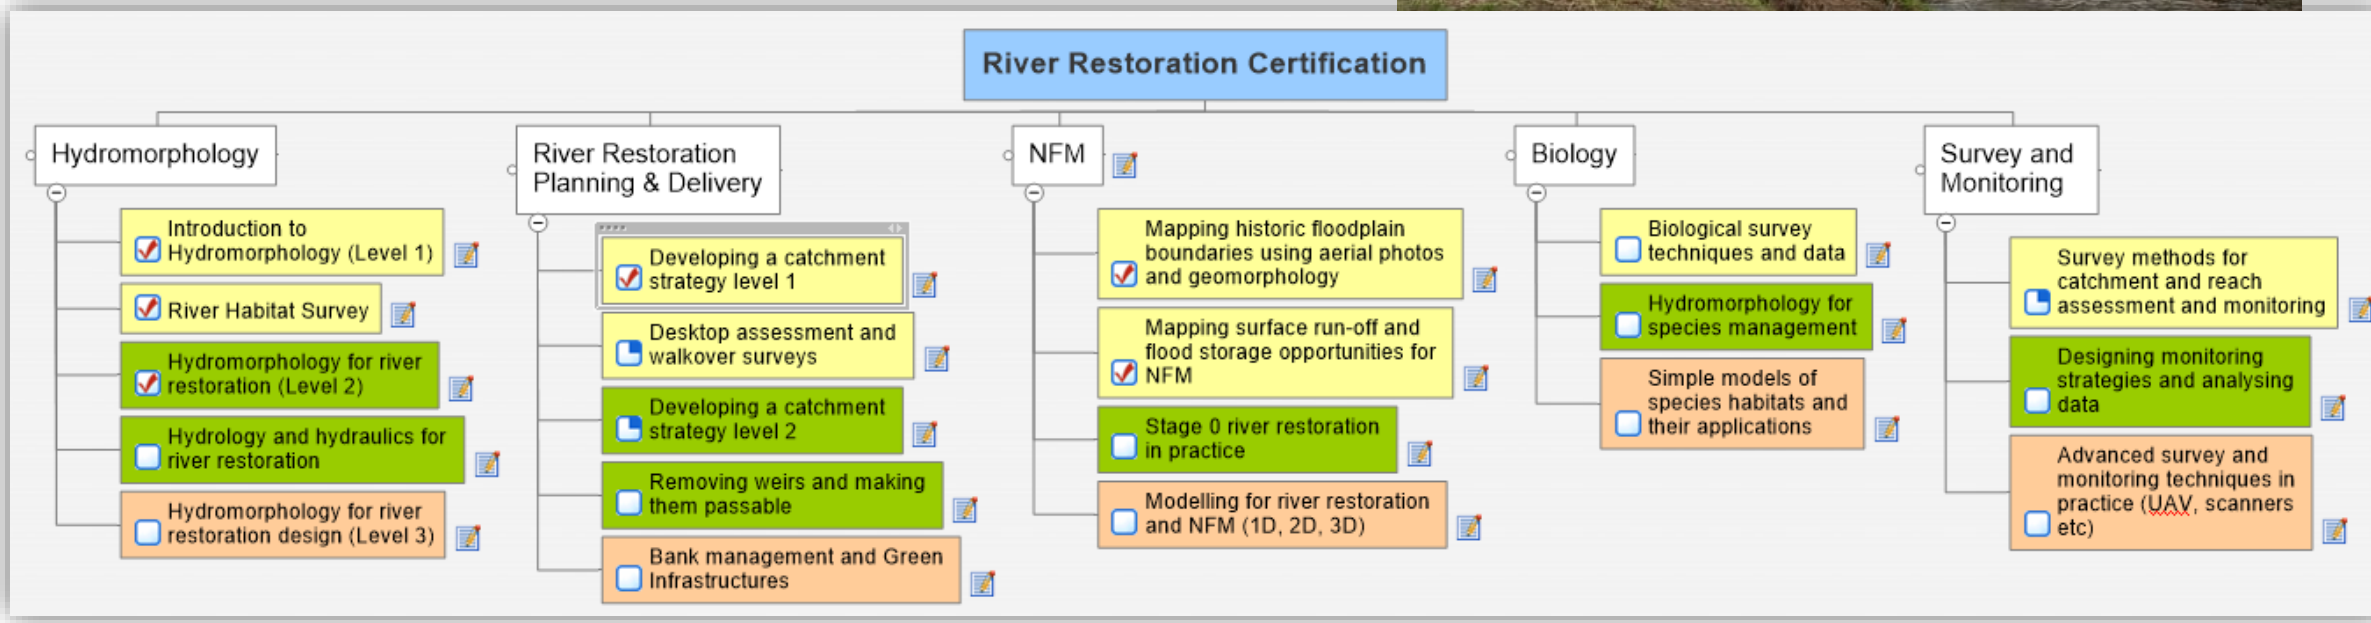 River Restoration Certification
Hydromorphology
Introduction to
Hydromorphology (Level 1)
River Habitat Survey
Hydromorphology for river
restoration (Level 2)
Hydrology and hydraulics for
river restoration
Hydromorphology for river
restoration design (Level 3)
River Restoration
Planning & Delivery
Developing a catchment
strategy level 1
Desktop assessment and
walkover surveys
Developing a catchment
strategy level 2
Removing weirs and making
them passable
Bank management and Green
Infrastructures
NFM
Mapping historic floodplain
boundaries using aerial photos
and geomorphology
Mapping surface run-off and
flood storage opportunities for
NFM
Stage 0 river restoration
in practice
Modelling for river restoration
and NFM (1D, 2D, 3D)
Biology
Biological survey
techniques and data
Hydromorphology for
species management
Simple models of
species habitats and
their applications
Survey and
Monitoring
Survey methods for
catchment and reach
assessment and monitoring
Designing monitoring
strategies and analysing
data
Advanced survey and
monitoring techniques in
practice (UAV, scanners
etc)